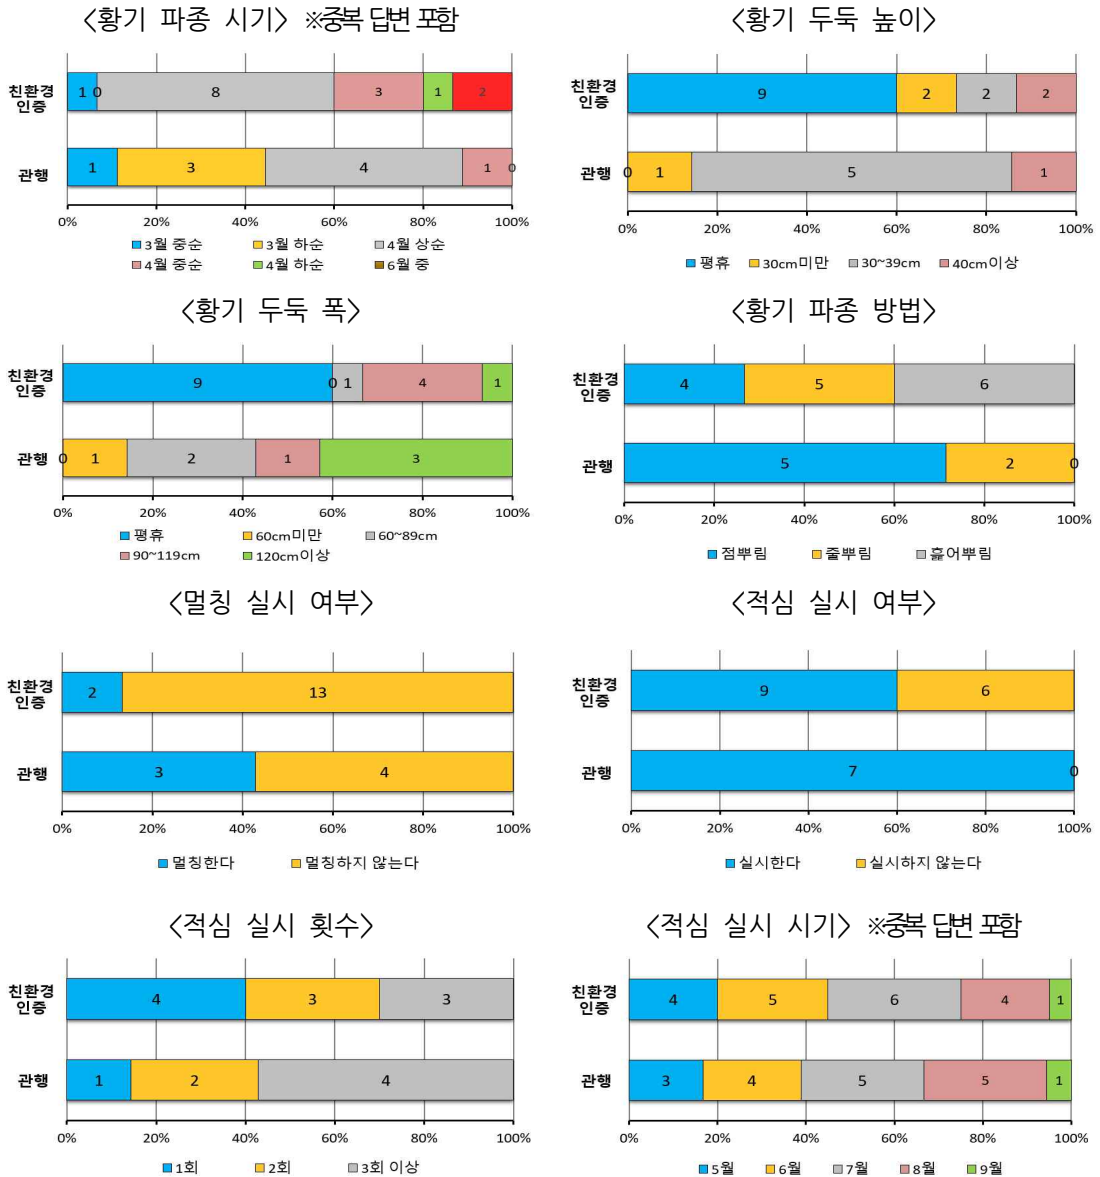 <황기 파종 시기> ※중복 답변 포함
친환경
인증
1 0 8 3 1 2
관행
1 3 4 1 0
0% 20% 40% 60% 80% 100%
3월 중순 3월 하순 4월 상순
4월 중순 4월 하순 6월 중
<황기 두둑 높이>
친환경
인증
9 2 2 2
관행
0 1 5 1
0% 20% 40% 60% 80% 100%
평휴 30cm미만 30~39cm 40cm이상
<황기 두둑 폭>
친환경
인증
9 0 1 4 1
관행
0 1 2 1 3
0% 20% 40% 60% 80% 100%
평휴 60cm미만 60~89cm
90~119cm 120cm이상
<황기 파종 방법>
친환경
인증
4 5 6
관행
5 2 0
0% 20% 40% 60% 80% 100%
점뿌림 줄뿌림 흝어뿌림
<멀칭 실시 여부>
친환경
인증
2 13
관행
3 4
0% 20% 40% 60% 80% 100%
멀칭한다 멀칭하지 않는다
<적심 실시 여부>
친환경
인증
9 6
관행
7 0
0% 20% 40% 60% 80% 100%
실시한다 실시하지 않는다
<적심 실시 횟수>
친환경
인증
4 3 3
관행
1 2 4
0% 20% 40% 60% 80% 100%
1회 2회 3회 이상
<적심 실시 시기> ※중복 답변 포함
친환경
인증
4 5 6 4 1
관행
3 4 5 5 1
0% 20% 40% 60% 80% 100%
5월 6월 7월 8월 9월